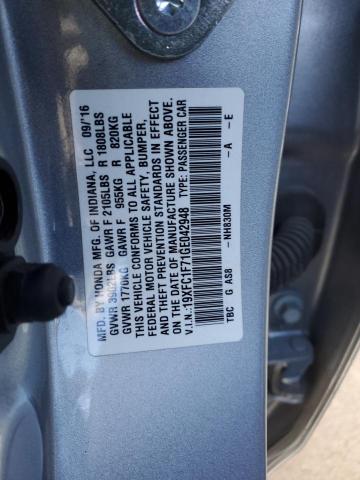 MFD. BY HONDA MFG. OF INDIANA, LLC 09/'16
GVWR 3902LBS GAWR F 2105LBS R 1808LBS
GVWR 1770KG GAWR F 955KG R 820KG
THIS VEHICLE CONFORMS TO ALL APPLICABLE
FEDERAL MOTOR VEHICLE SAFETY, BUMPER,
AND THEFT PREVENTION STANDARDS IN EFFECT
ON THE DATE OF MANUFACTURE SHOWN ABOVE.
V.I.N.:19XFC1F71GE042948 TYPE: PASSENGER CAR
TBC G AS8 -NH830M -A -E